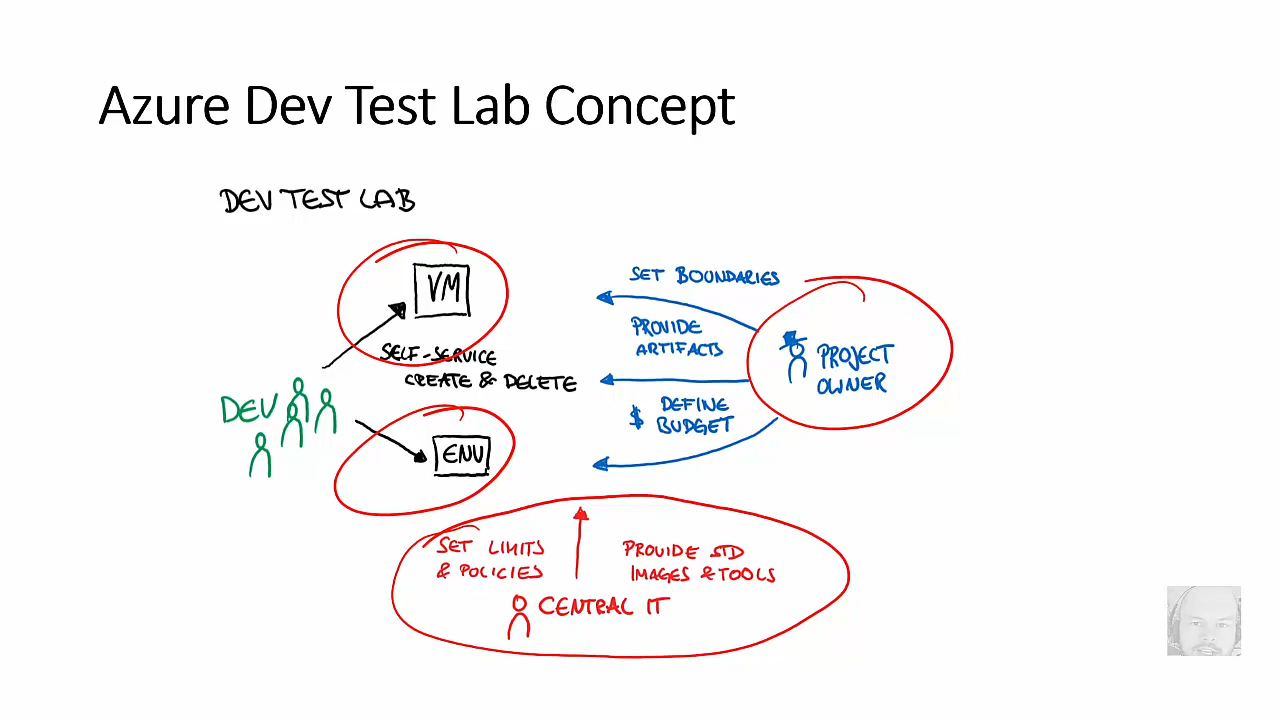 Azure Dev Test Lab Concept
DEV TEST LAB
VM
SELF-SERVICE
CREATE & DELETE
DEV
ENV
SET BOUNDARIES
PROVIDE
ARTIFACTS
$ DEFINE
BUDGET
PROJECT
OWNER
SET LIMITS
& POLICIES
PROVIDE STD
IMAGES & TOOLS
CENTRAL IT